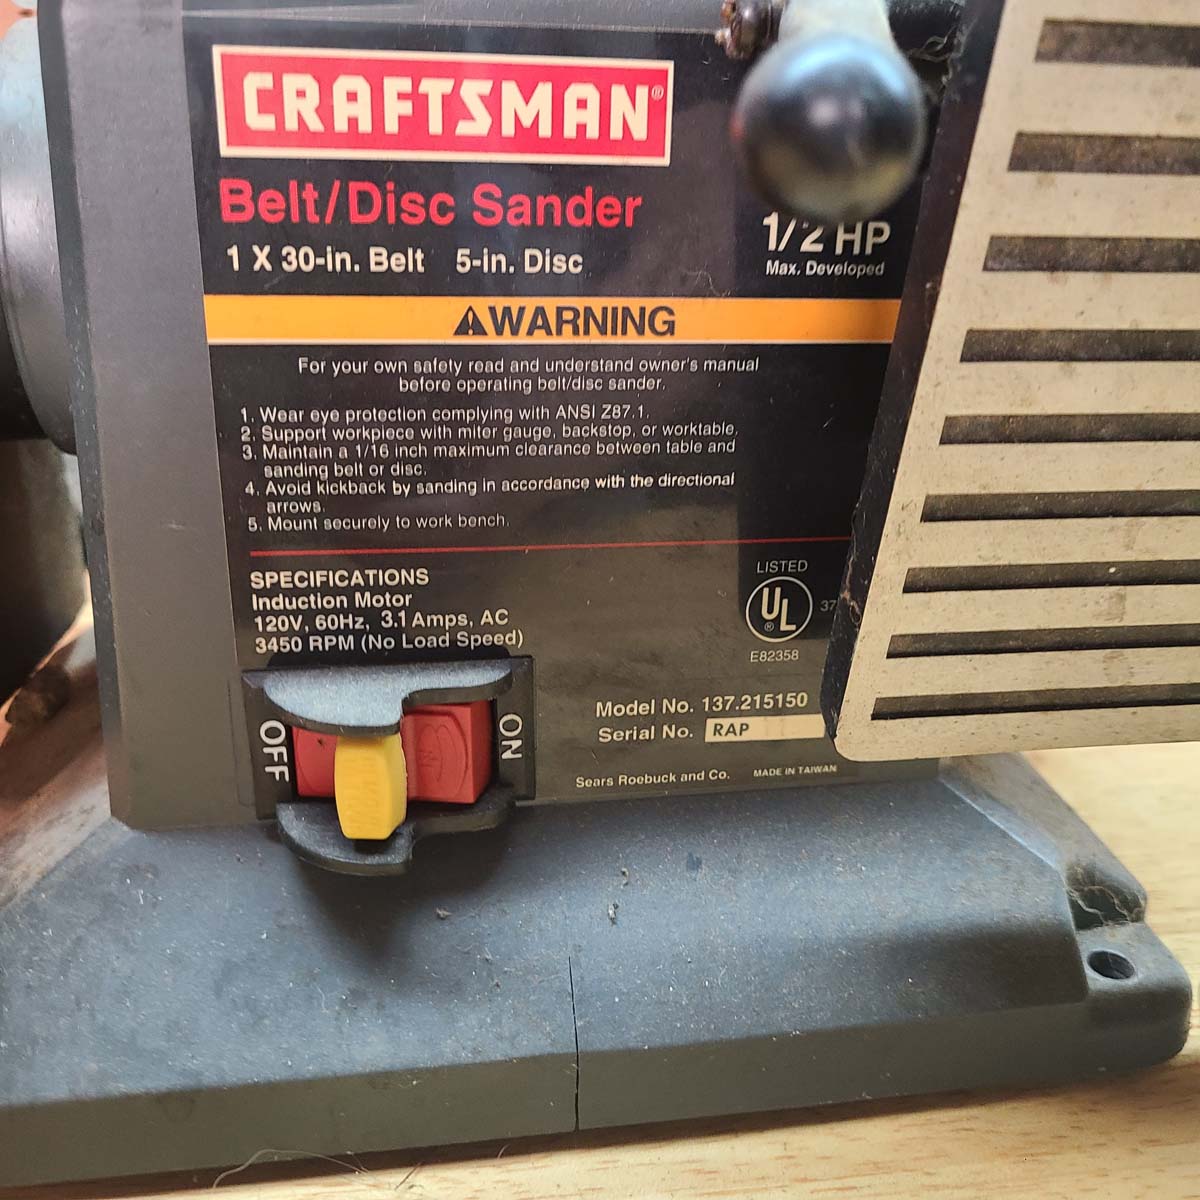 CRAFTSMAN®
Belt/Disc Sander
1 X 30-in. Belt 5-in. Disc
1/2 HP
Max. Developed
⚠WARNING
For your own safety read and understand owner's manual
before operating belt/disc sander.
1. Wear eye protection complying with ANSI Z87.1.
2. Support workpiece with miter gauge, backstop, or worktable.
3. Maintain a 1/16 inch maximum clearance between table and
sanding belt or disc.
4. Avoid kickback by sanding in accordance with the directional
arrows.
5. Mount securely to work bench.
SPECIFICATIONS
Induction Motor
120V, 60Hz, 3.1 Amps, AC
3450 RPM (No Load Speed)
LISTED
UL®
37
E82358
OFF
ON
Model No. 137.215150
Serial No. RAP
Sears Roebuck and Co. MADE IN TAIWAN